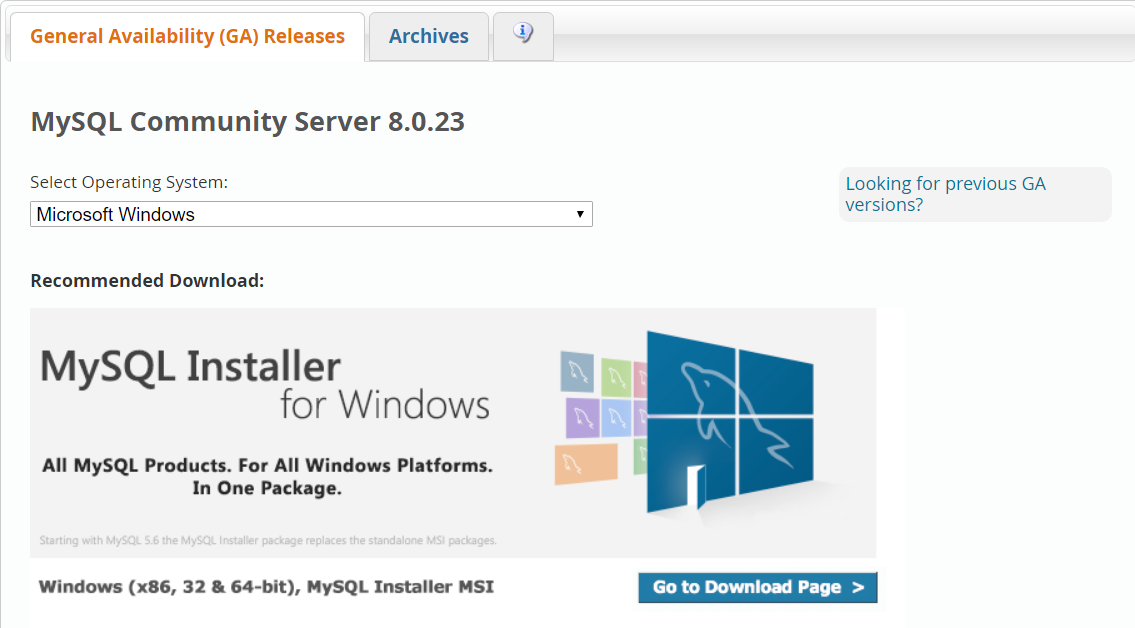 General Availability (GA) Releases
Archives
i
MySQL Community Server 8.0.23
Select Operating System:
Microsoft Windows
Looking for previous GA
versions?
Recommended Download:
MySQL Installer
for Windows
All MySQL Products. For All Windows Platforms.
In One Package.
Starting with MySQL 5.6 the MySQL Installer package replaces the standalone MSI packages.
Windows (x86, 32 & 64-bit), MySQL Installer MSI
Go to Download Page >